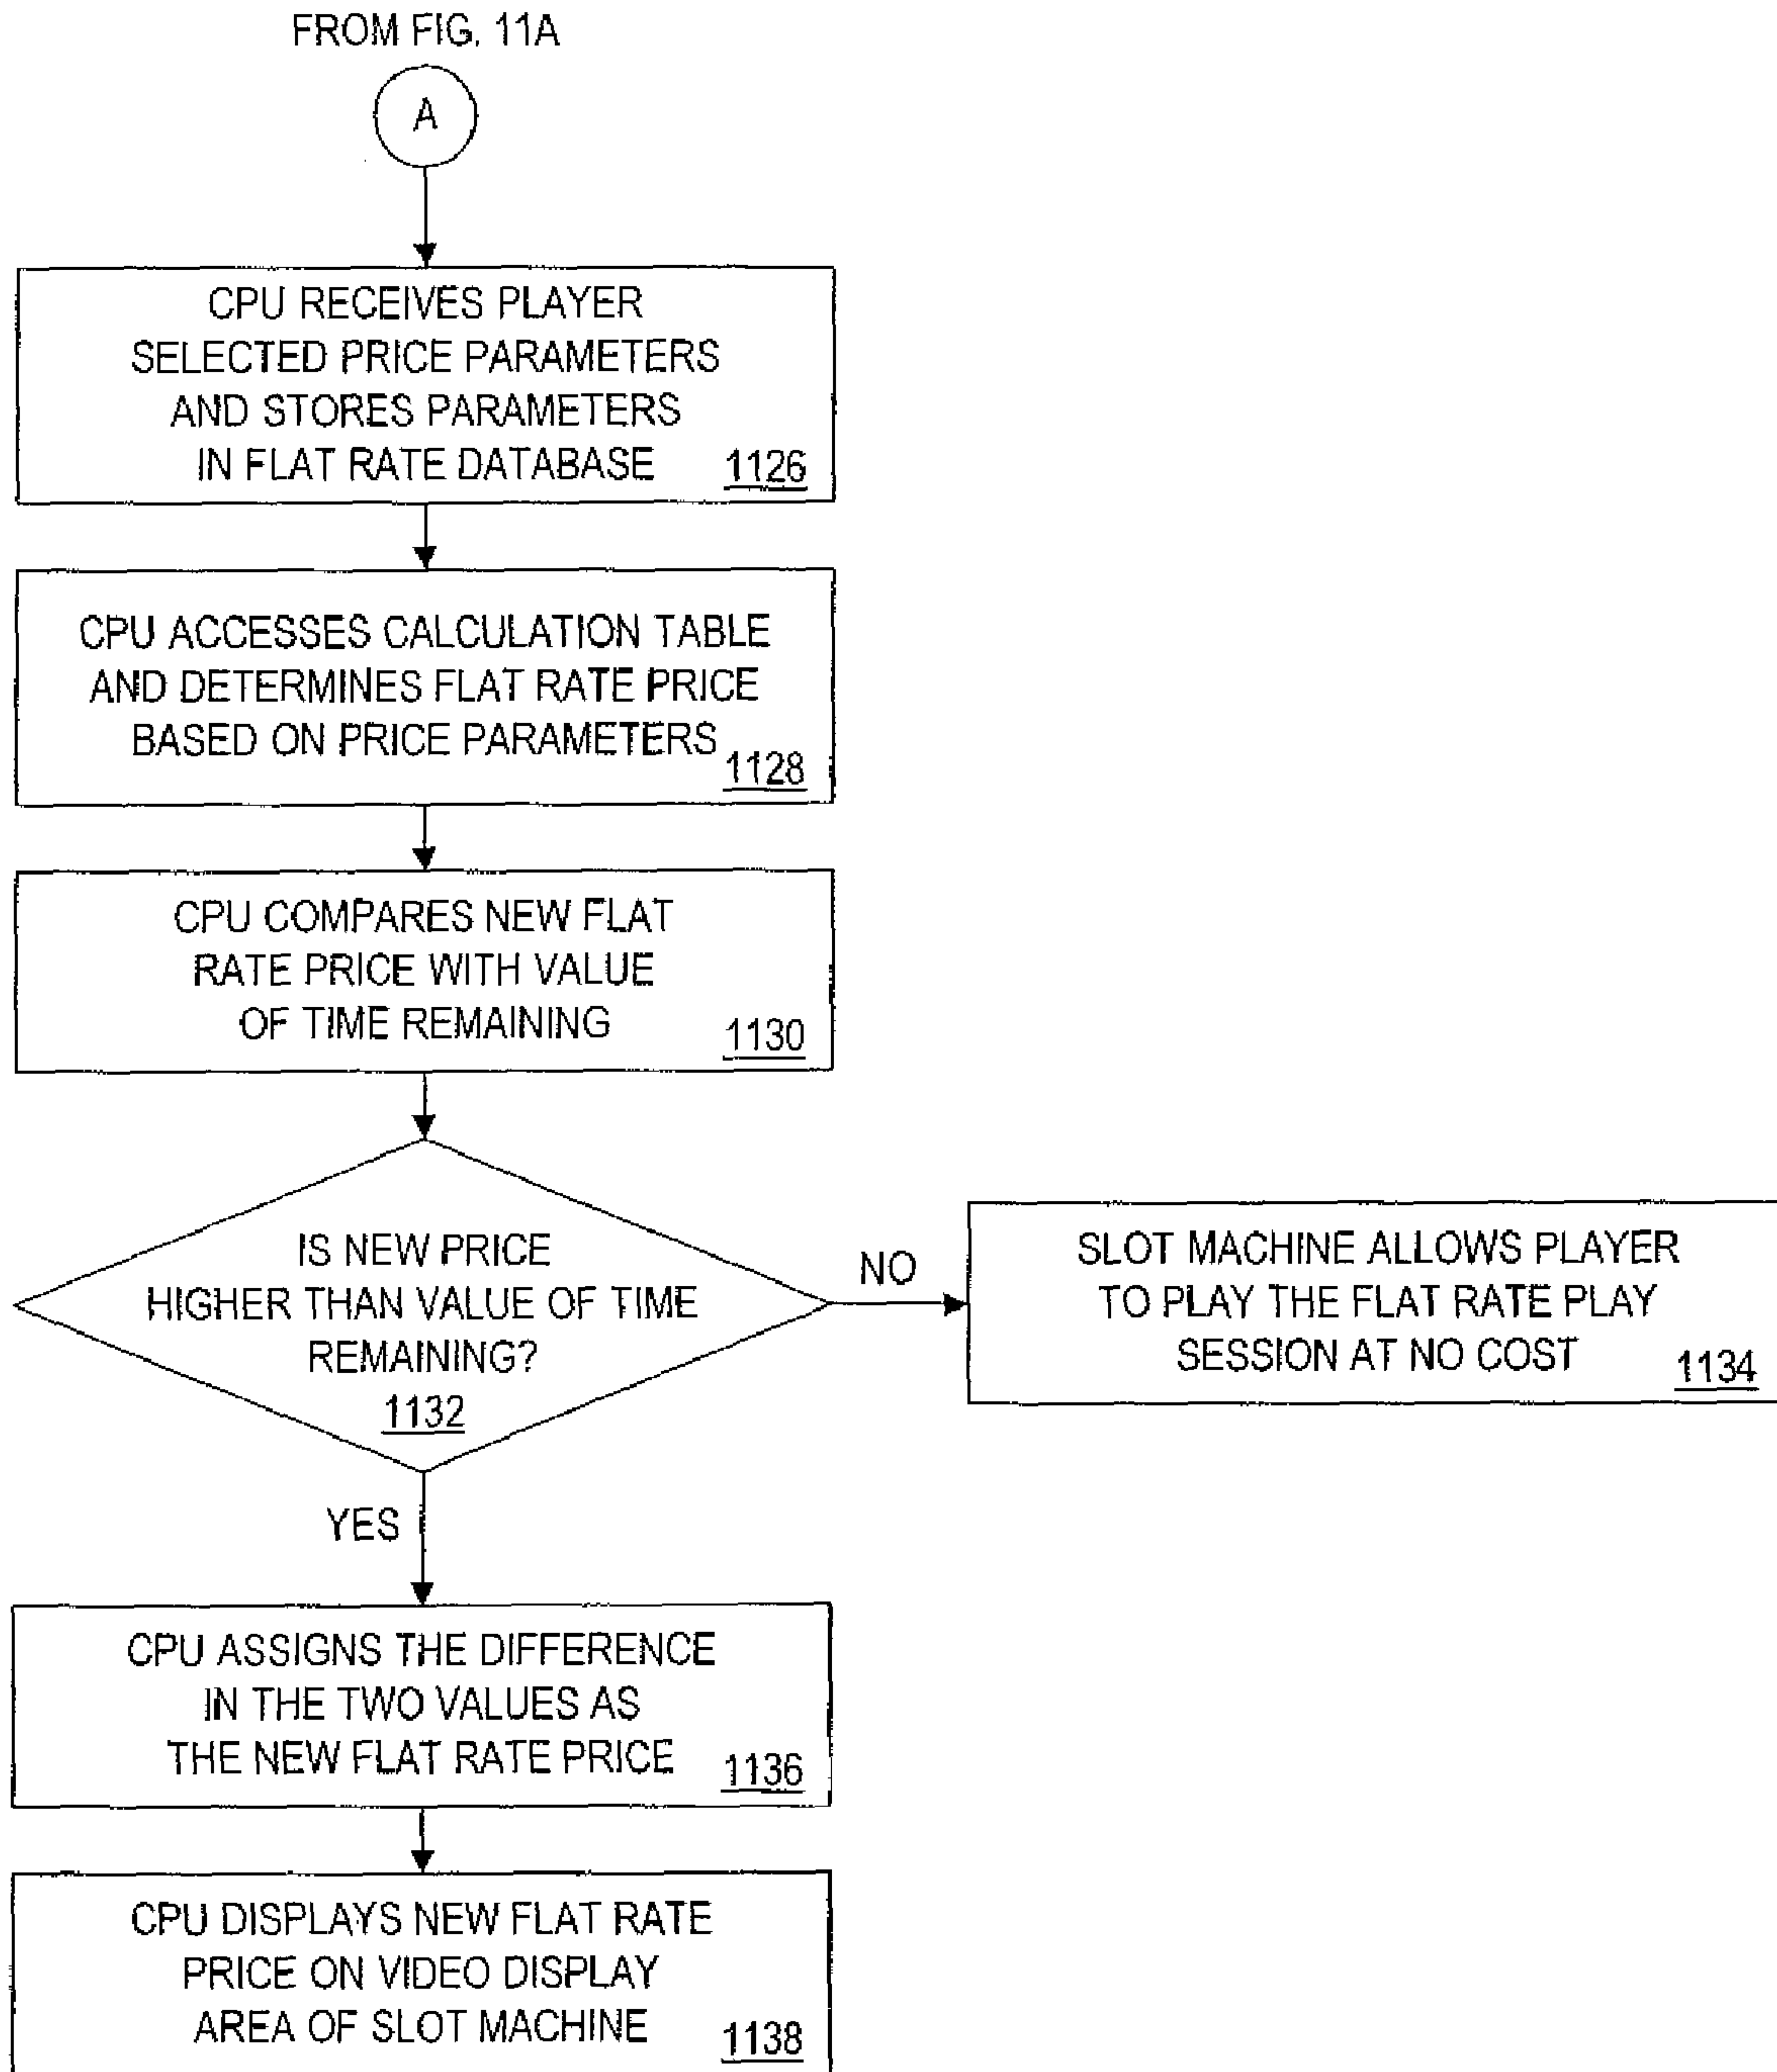 FROM FIG. 11A
A
CPU RECEIVES PLAYER
SELECTED PRICE PARAMETERS
AND STORES PARAMETERS
IN FLAT RATE DATABASE 1126
CPU ACCESSES CALCULATION TABLE
AND DETERMINES FLAT RATE PRICE
BASED ON PRICE PARAMETERS
1128
CPU COMPARES NEW FLAT
RATE PRICE WITH VALUE
OF TIME REMAINING 1130
IS NEW PRICE
HIGHER THAN VALUE OF TIME
REMAINING?
1132
NO
SLOT MACHINE ALLOWS PLAYER
TO PLAY THE FLAT RATE PLAY
SESSION AT NO COST 1134
YES
CPU ASSIGNS THE DIFFERENCE
IN THE TWO VALUES AS
THE NEW FLAT RATE PRICE 1136
CPU DISPLAYS NEW FLAT RATE
PRICE ON VIDEO DISPLAY
AREA OF SLOT MACHINE 1138